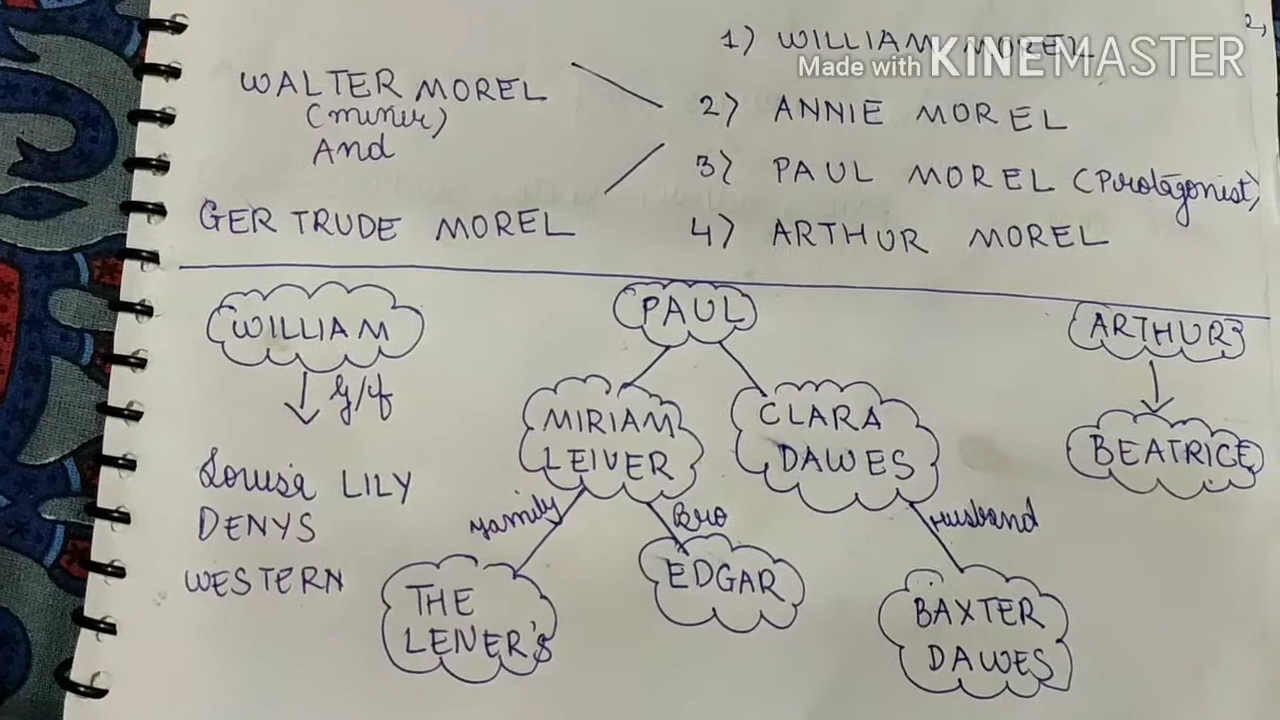 2)
1) WILLIAM MOREL
Made with KINEMASTER
WALTER MOREL
(miner)
And
GERTRUDE MOREL
2) ANNIE MOREL
3) PAUL MOREL (Protagonist)
4) ARTHUR MOREL
WILLIAM
g/f
Louisa LILY
DENYS
WESTERN
PAUL
MIRIAM
LEIVER
CLARA
DAWES
family
Bro
Husband
THE
LEIVER'S
EDGAR
BAXTER
DAWES
ARTHUR
BEATRICE